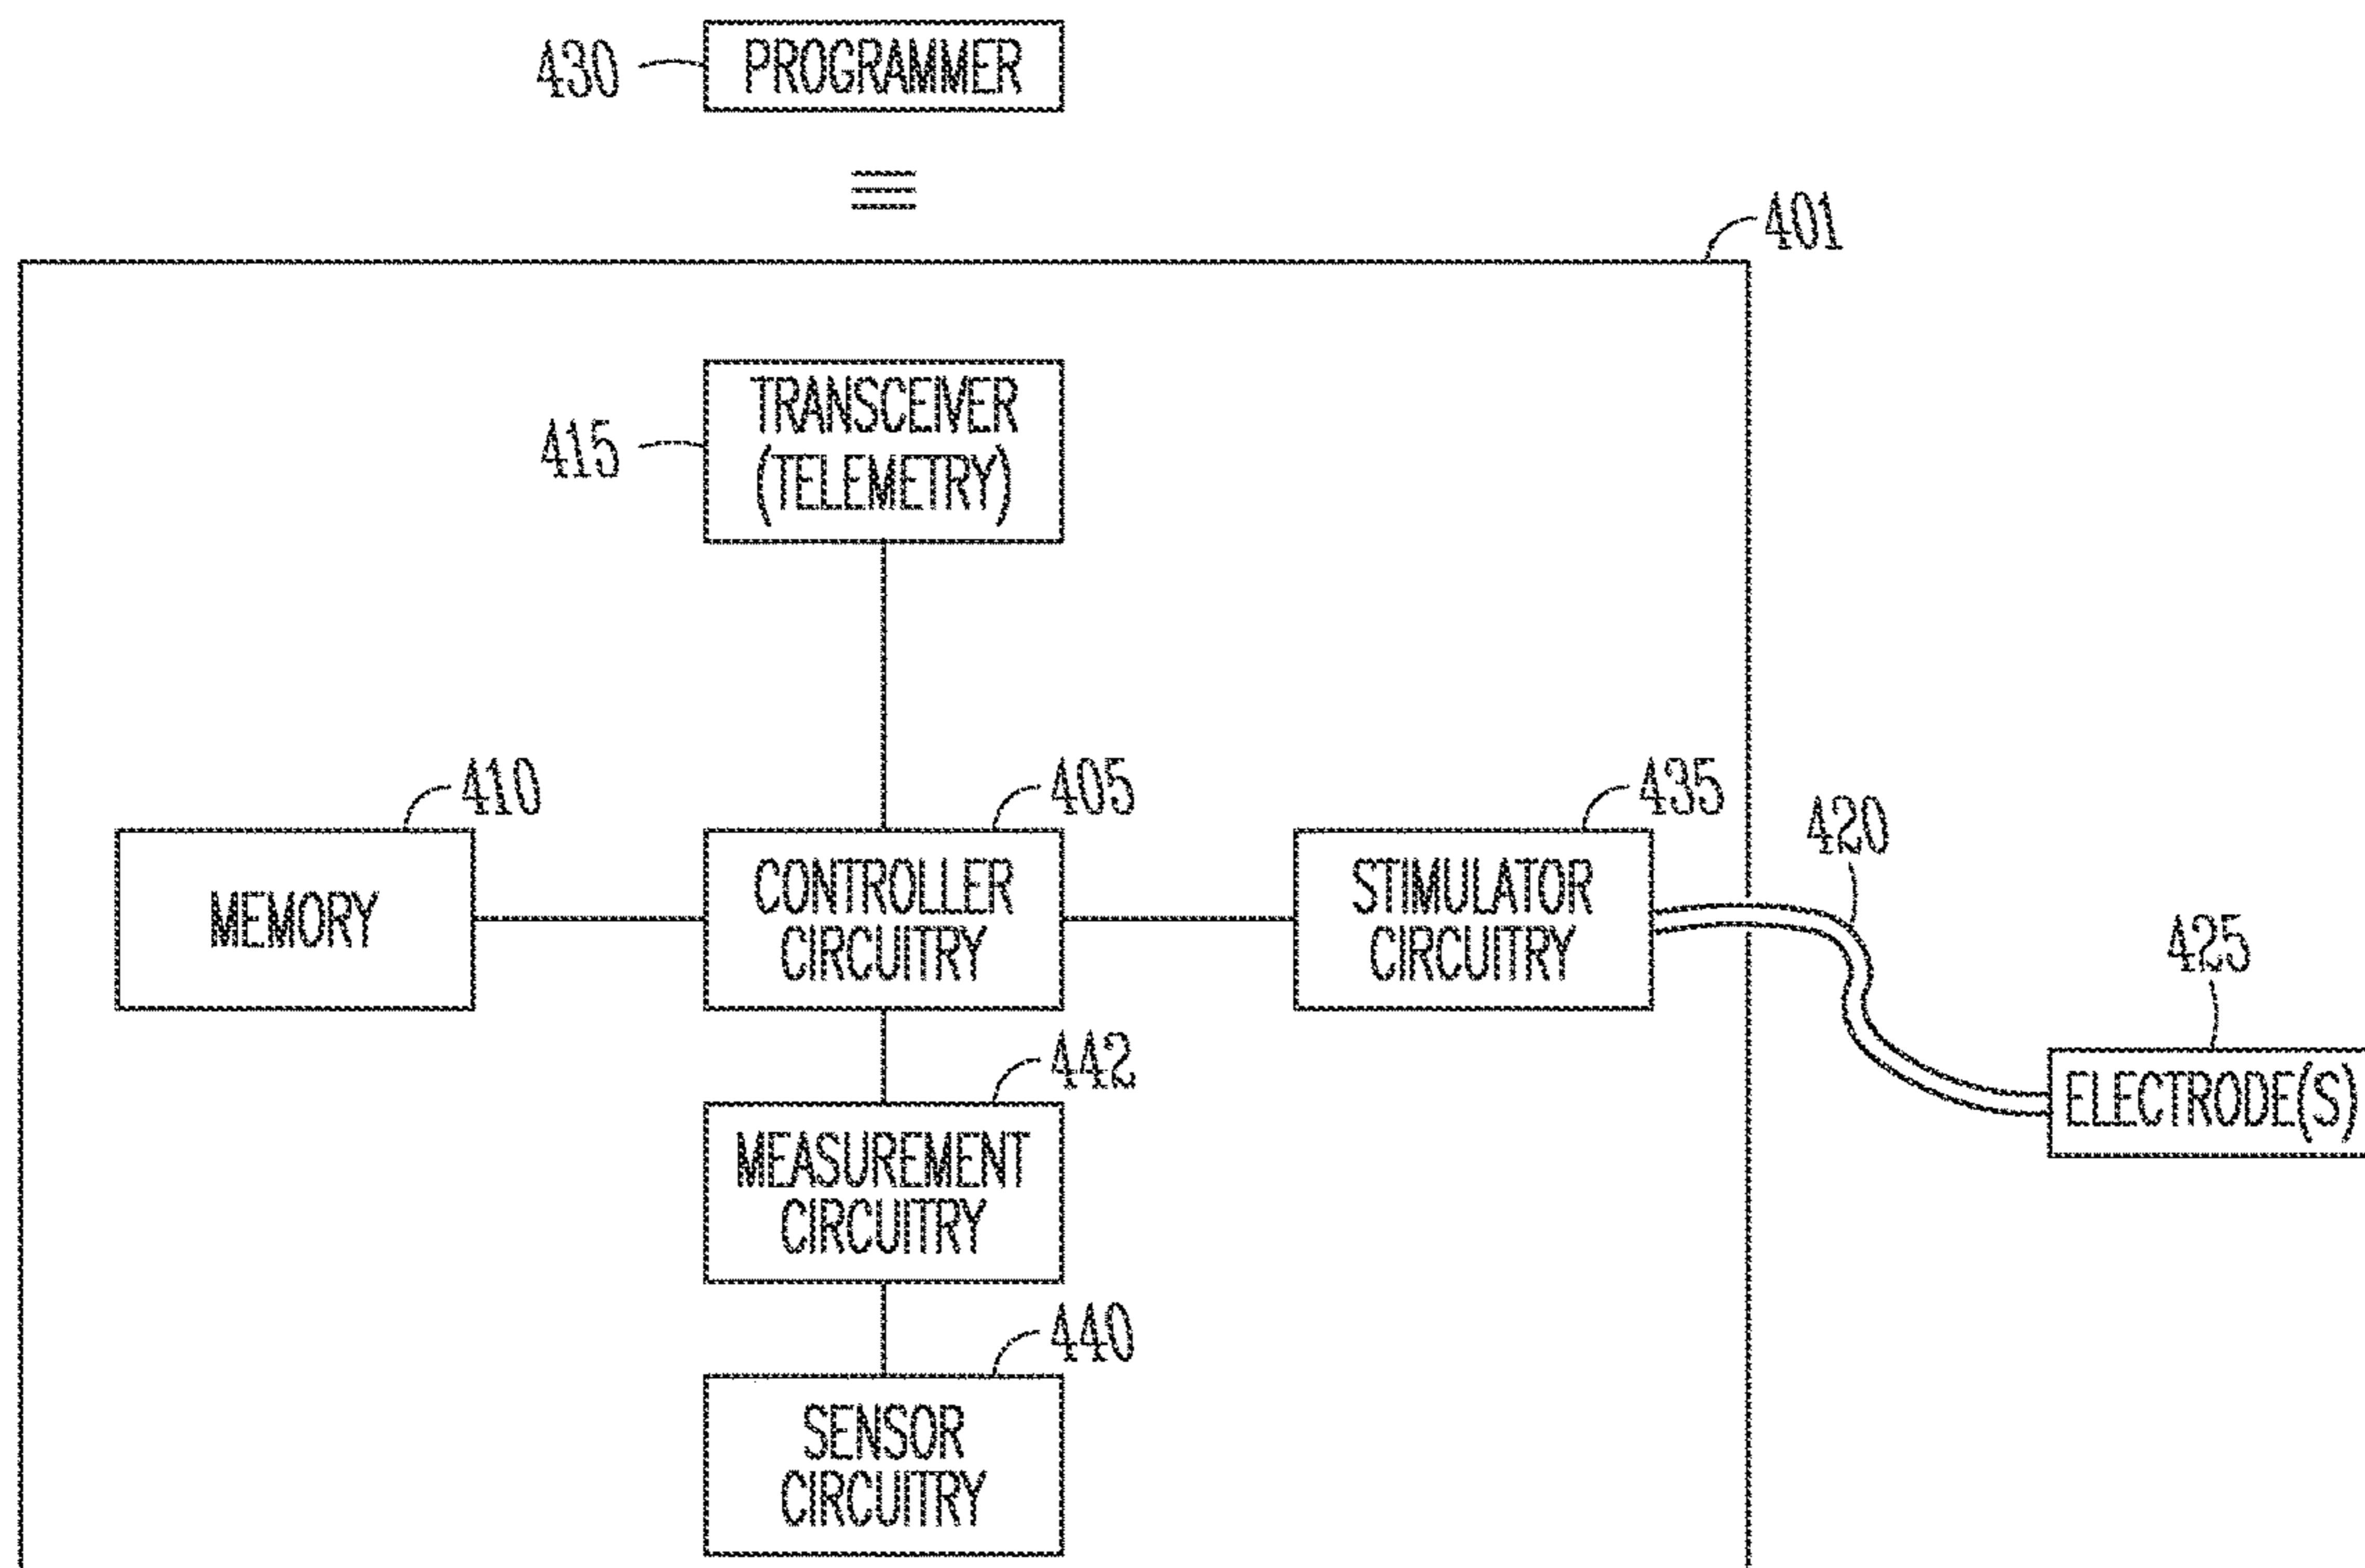 430
PROGRAMMER
401
TRANSCEIVER
(TELEMETRY)
415
410
405
435
420
MEMORY
CONTROLLER
CIRCUITRY
STIMULATOR
CIRCUITRY
425
442
ELECTRODE(S)
MEASUREMENT
CIRCUITRY
440
SENSOR
CIRCUITRY